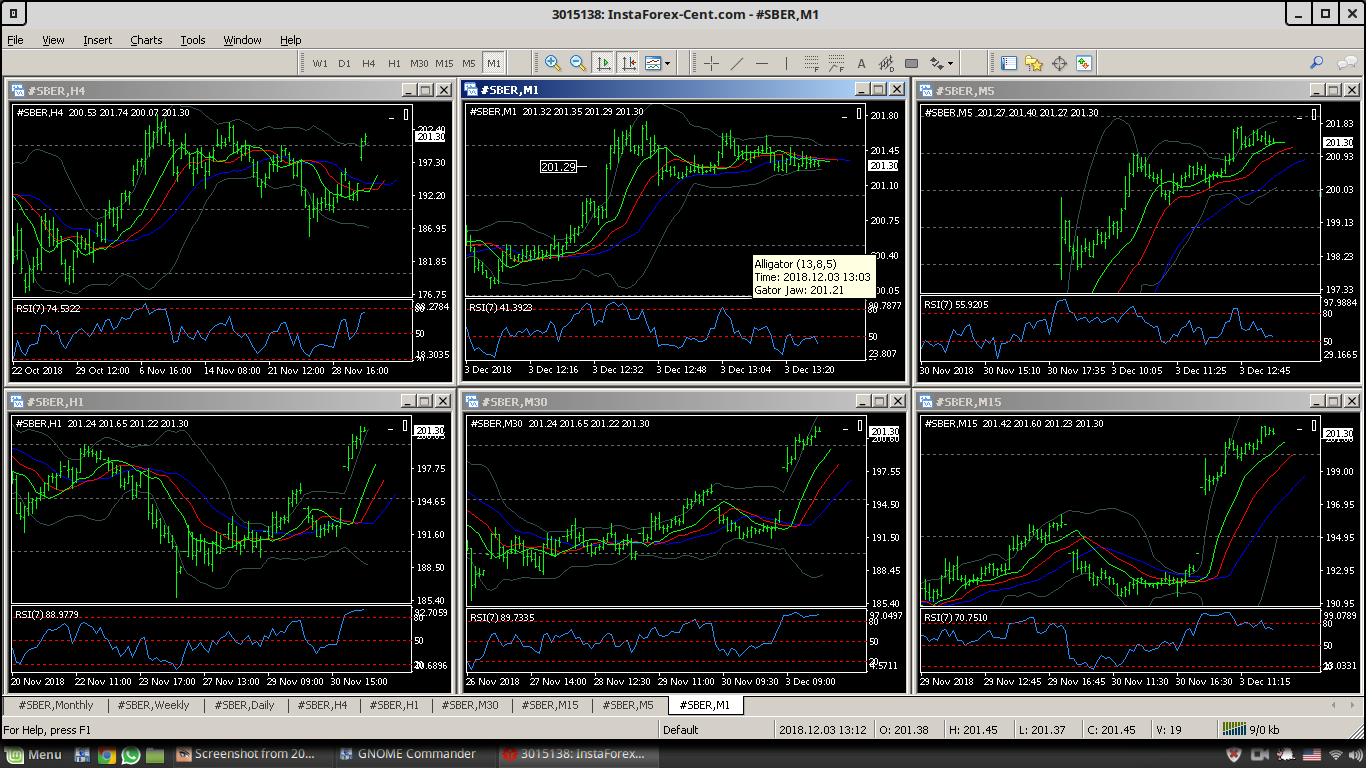 3015138: InstaForex-Cent.com - #SBER,M1
File View Insert Charts Tools Window Help
W1 D1 H4 H1 M30 M15 M5 M1
#SBER,H4
#SBER,H4 200.53 201.74 200.07 201.30
202.40
201.30
197.30
192.20
186.95
181.85
176.75
RSI(7) 74.5322
80
50
18.3035
22 Oct 2018 29 Oct 12:00 6 Nov 16:00 14 Nov 08:00 21 Nov 12:00 28 Nov 16:00
#SBER,M1
#SBER,M1 201.32 201.35 201.29 201.30
201.80
201.45
201.30
201.10
200.75
200.40
200.05
201.29
Alligator (13,8,5)
Time: 2018.12.03 13:03
Gator Jaw: 201.21
RSI(7) 41.3923
90.7877
80
50
23.807
3 Dec 2018 3 Dec 12:16 3 Dec 12:32 3 Dec 12:48 3 Dec 13:04 3 Dec 13:20
#SBER,M5
#SBER,M5 201.27 201.40 201.27 201.30
201.83
201.30
200.93
200.03
199.13
198.23
197.33
RSI(7) 55.9205
97.9884
80
50
29.1665
30 Nov 2018 30 Nov 15:10 30 Nov 17:35 3 Dec 10:05 3 Dec 11:25 3 Dec 12:45
#SBER,H1
#SBER,H1 201.24 201.65 201.22 201.30
201.30
197.75
194.65
191.60
188.50
185.40
RSI(7) 88.9779
92.7059
80
50
20
20 Nov 2018 22 Nov 11:00 23 Nov 17:00 27 Nov 13:00 29 Nov 09:00 30 Nov 15:00
#SBER,M30
#SBER,M30 201.24 201.65 201.22 201.30
201.30
200.60
197.55
194.50
191.50
188.45
185.40
RSI(7) 89.7335
97.0497
80
50
20
26 Nov 2018 27 Nov 14:00 28 Nov 12:30 29 Nov 11:00 30 Nov 09:30 3 Dec 09:00
#SBER,M15
#SBER,M15 201.42 201.60 201.23 201.30
201.30
199.00
196.95
194.95
192.95
190.95
RSI(7) 70.7510
99.0789
80
50
29 Nov 2018 29 Nov 12:45 29 Nov 16:45 30 Nov 11:30 30 Nov 16:30 3 Dec 11:15
#SBER,Monthly #SBER,Weekly #SBER,Daily #SBER,H4 #SBER,H1 #SBER,M30 #SBER,M15 #SBER,M5 #SBER,M1
For Help, press F1 Default 2018.12.03 13:12 O: 201.38 H: 201.45 L: 201.37 C: 201.45 V: 19 9/0 kb
Menu Screenshot from 20... GNOME Commander 3015138: InstaForex...